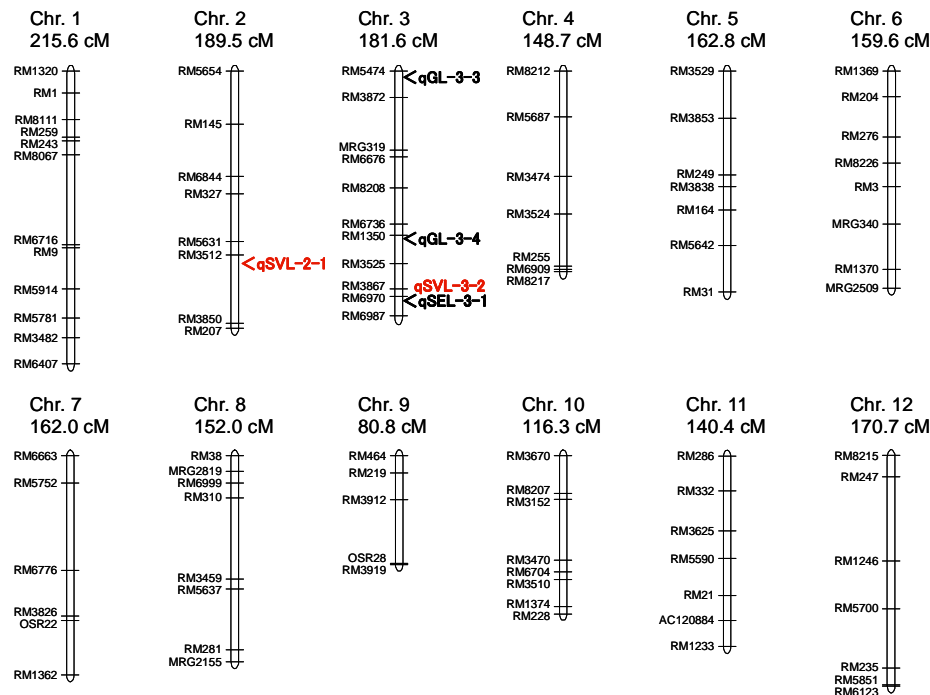 Chr. 1
215.6 cM
RM1320
RM1
RM8111
RM259
RM243
RM8067
RM6716
RM9
RM5914
RM5781
RM3482
RM6407
Chr. 2
189.5 cM
RM5654
RM145
RM6844
RM327
RM5631
RM3512
<qSVL-2-1
RM3850
RM207
Chr. 3
181.6 cM
RM5474
<qGL-3-3
RM3872
MRG319
RM6676
RM8208
RM6736
RM1350
<qGL-3-4
RM3525
RM3867
qSVL-3-2
RM6970
<qSEL-3-1
RM6987
Chr. 4
148.7 cM
RM8212
RM5687
RM3474
RM3524
RM255
RM6909
RM8217
Chr. 5
162.8 cM
RM3529
RM3853
RM249
RM3838
RM164
RM5642
RM31
Chr. 6
159.6 cM
RM1369
RM204
RM276
RM8226
RM3
MRG340
RM1370
MRG2509
Chr. 7
162.0 cM
RM6663
RM5752
RM6776
RM3826
OSR22
RM1362
Chr. 8
152.0 cM
RM38
MRG2819
RM6999
RM310
RM3459
RM5637
RM281
MRG2155
Chr. 9
80.8 cM
RM464
RM219
RM3912
OSR28
RM3919
Chr. 10
116.3 cM
RM3670
RM8207
RM3152
RM3470
RM6704
RM3510
RM1374
RM228
Chr. 11
140.4 cM
RM286
RM332
RM3625
RM5590
RM21
AC120884
RM1233
Chr. 12
170.7 cM
RM8215
RM247
RM1246
RM5700
RM235
RM5851
RM6123